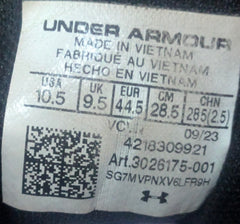 UNDER ARMOUR
MADE IN VIETNAM
FABRIQUÉ AU VIETNAM
HECHO EN VIETNAM
USA UK EUR CM CHN
10.5 9.5 44.5 28.5 285(2.5)
09/23
4218309921
Art.3026175-001